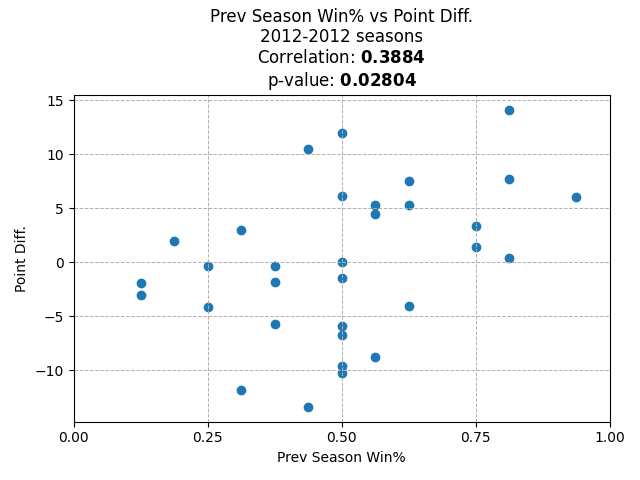 Prev Season Win% vs Point Diff.
2012-2012 seasons
Correlation: 0.3884
p-value: 0.02804
15
10
5
0
−5
−10
Point Diff.
0.00 0.25 0.50 0.75 1.00
Prev Season Win%